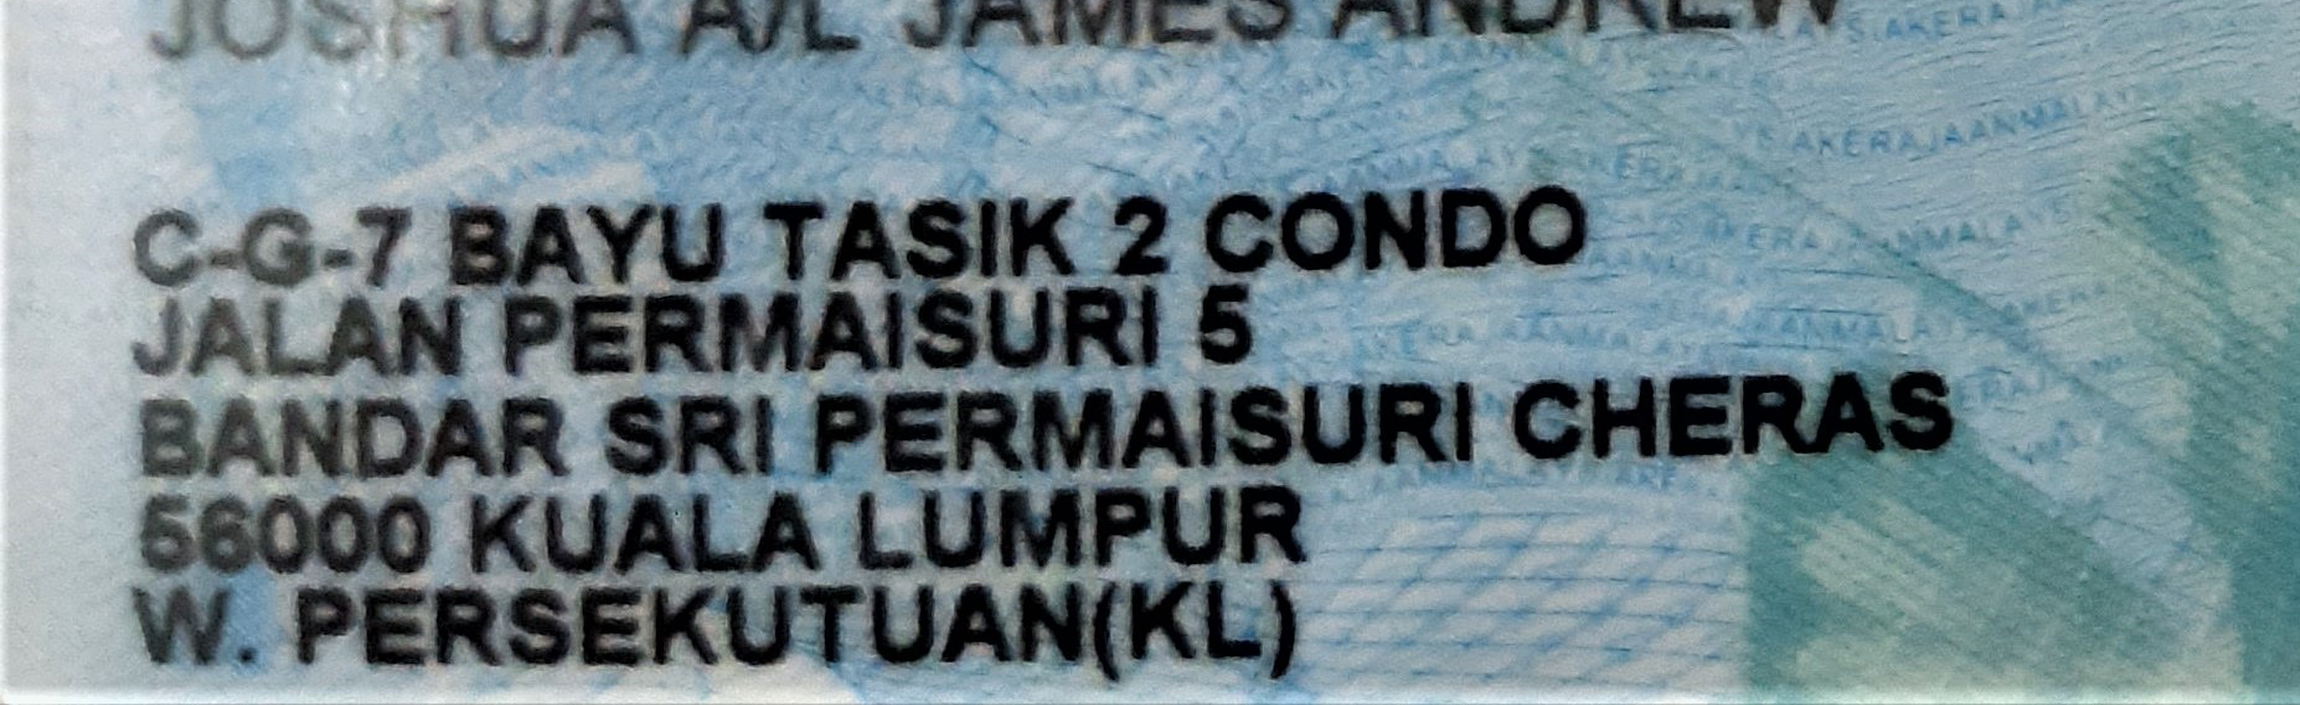 JOSHUA A/L JAMES ANDREW
C-G-7 BAYU TASIK 2 CONDO
JALAN PERMAISURI 5
BANDAR SRI PERMAISURI CHERAS
56000 KUALA LUMPUR
W. PERSEKUTUAN(KL)